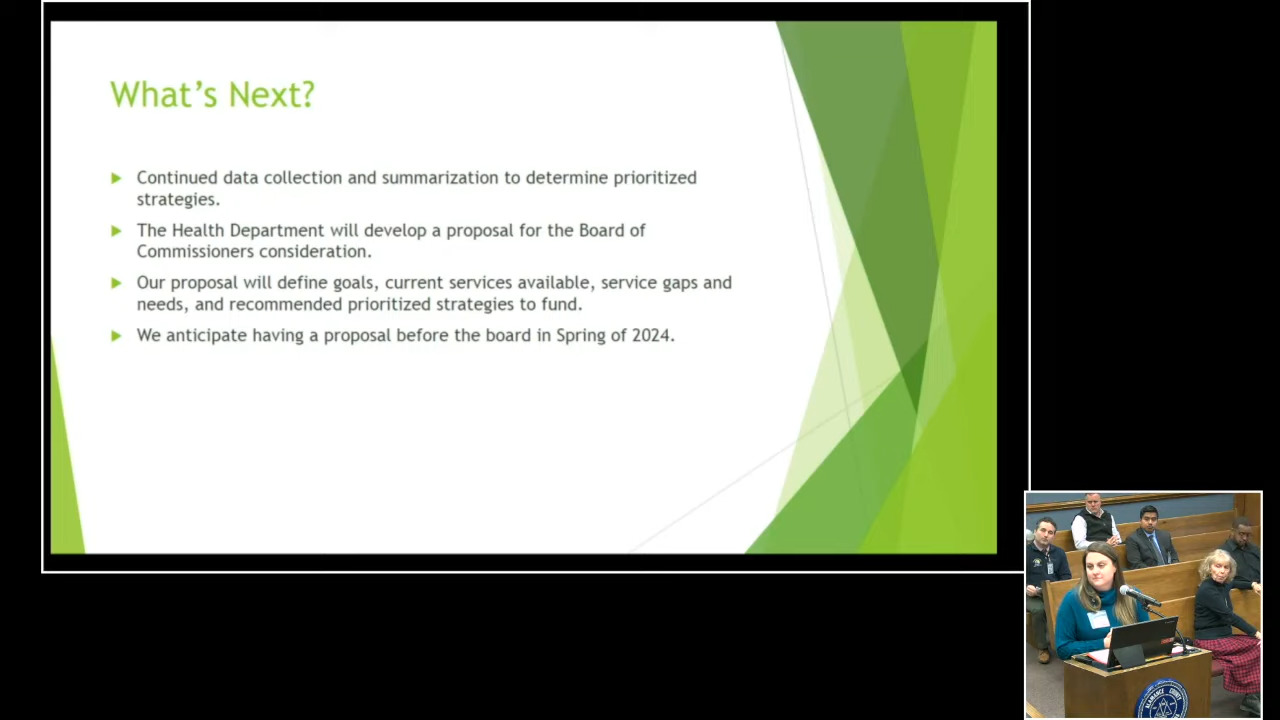 What's Next?
Continued data collection and summarization to determine prioritized
strategies.
The Health Department will develop a proposal for the Board of
Commissioners consideration.
Our proposal will define goals, current services available, service gaps and
needs, and recommended prioritized strategies to fund.
We anticipate having a proposal before the board in Spring of 2024.
ALAMANCE COUNTY